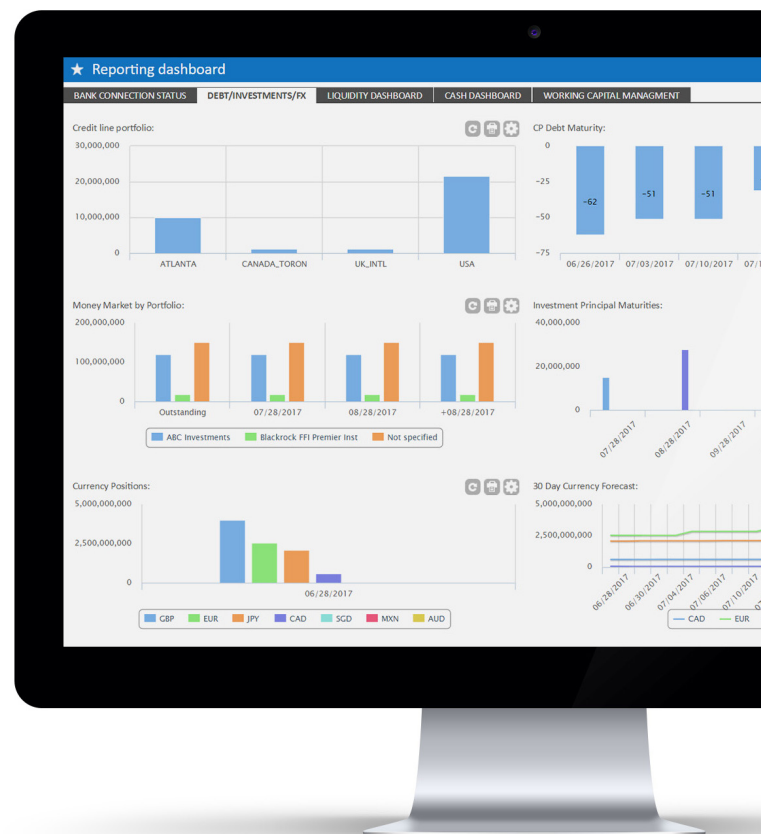 ★ Reporting dashboard
BANK CONNECTION STATUS DEBT/INVESTMENTS/FX LIQUIDITY DASHBOARD CASH DASHBOARD WORKING CAPITAL MANAGMENT
Credit line portfolio:
30,000,000
20,000,000
10,000,000
0
ATLANTA CANADA_TORON UK_INTL USA
CP Debt Maturity:
0
−25
−50
−75
−62 −51 −51
06/26/2017 07/03/2017 07/10/2017
Money Market by Portfolio:
200,000,000
100,000,000
0
Outstanding 07/28/2017 08/28/2017 +08/28/2017
ABC Investments Blackrock FFI Premier Inst Not specified
Investment Principal Maturities:
40,000,000
20,000,000
0
07/28/2017 08/28/2017 09/28/2017
Currency Positions:
5,000,000,000
2,500,000,000
0
06/28/2017
GBP EUR JPY CAD SGD MXN AUD
30 Day Currency Forecast:
5,000,000,000
2,500,000,000
0
06/28/2017 06/30/2017 07/04/2017 07/06/2017 07/10/2017
CAD EUR